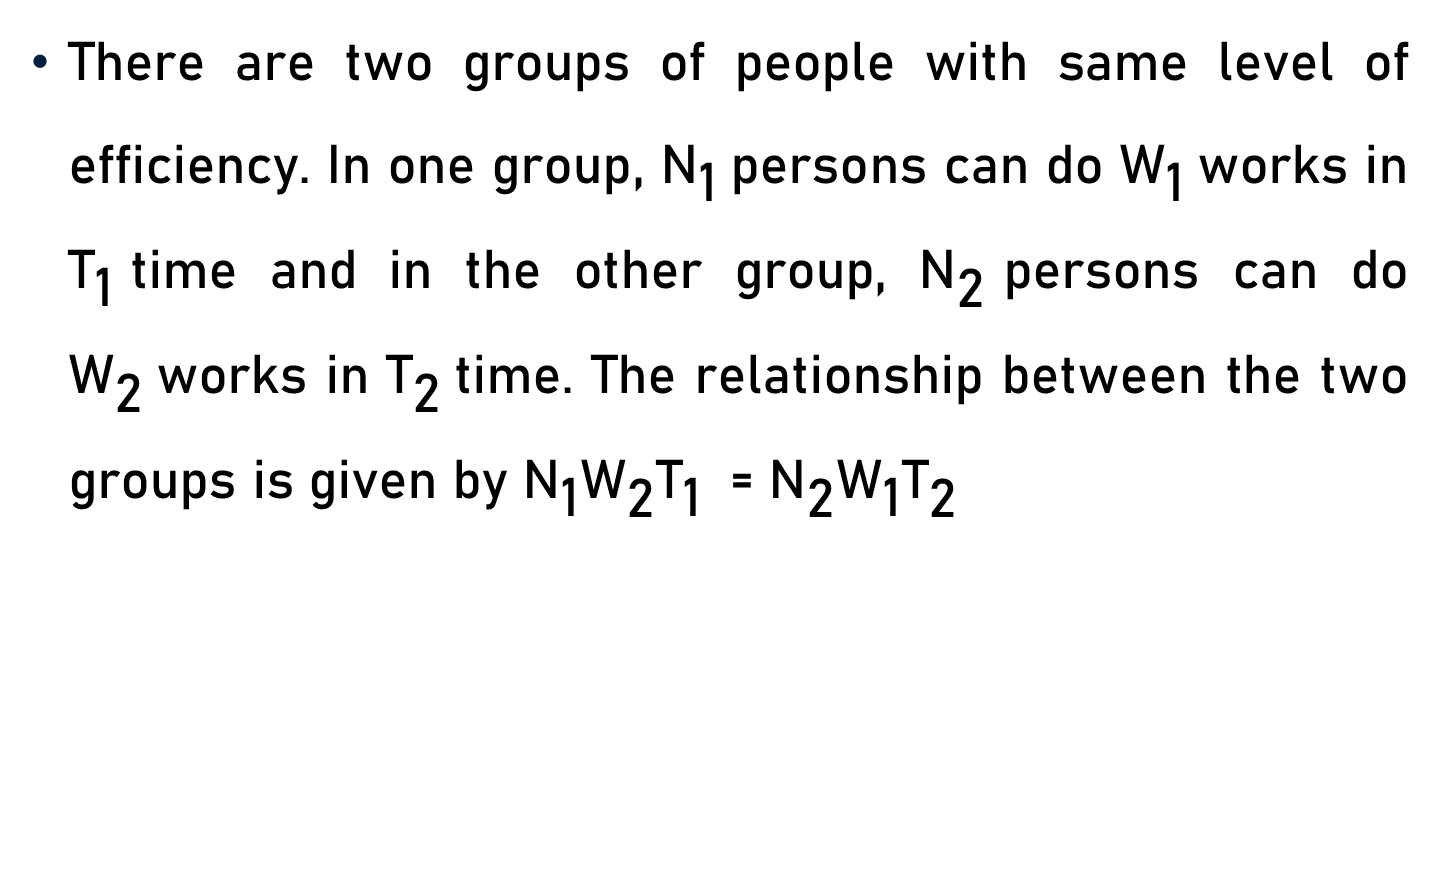 • There are two groups of people with same level of
efficiency. In one group, N₁ persons can do W₁ works in
T₁ time and in the other group, N₂ persons can do
W₂ works in T₂ time. The relationship between the two
groups is given by N₁W₂T₁ = N₂W₁T₂